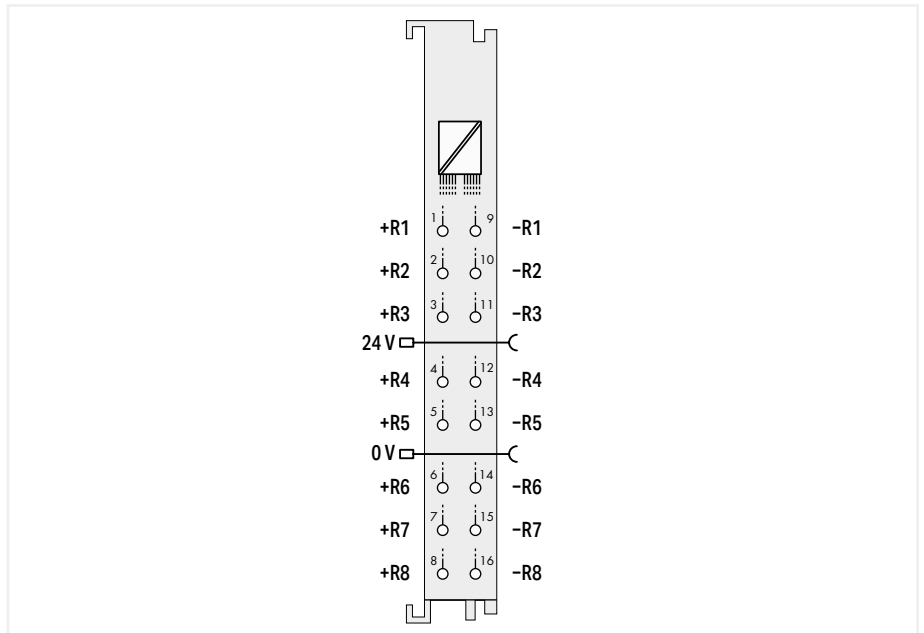 +R1 1 9 −R1
+R2 2 10 −R2
+R3 3 11 −R3
24 V
+R4 4 12 −R4
+R5 5 13 −R5
0 V
+R6 6 14 −R6
+R7 7 15 −R7
+R8 8 16 −R8